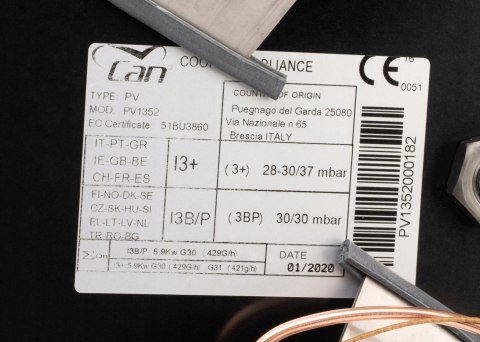 Can
COO PLIANCE
CE
0051
TYPE PV
MOD. PV1352
EC Certificate 51BU3860
COUNTRY OF ORIGIN
Puegnago del Garda 25080
Via Nazionale n 65
Brescia ITALY
IT-PT-GR
IE-GB-BE
CH-FR-ES
I3+
(3+) 28-30/37 mbar
FI-NO-DK-SE
CZ-SK-HU-SI
EL-LT-LV-NL
TR-RO-BG
I3B/P
(3BP) 30/30 mbar
I3B/P 5.9Kw G30 (429G/h)
I3+ 5.9Kw G30 (429G/h) G31 (421g/h)
DATE
01/2020
PV1352000182